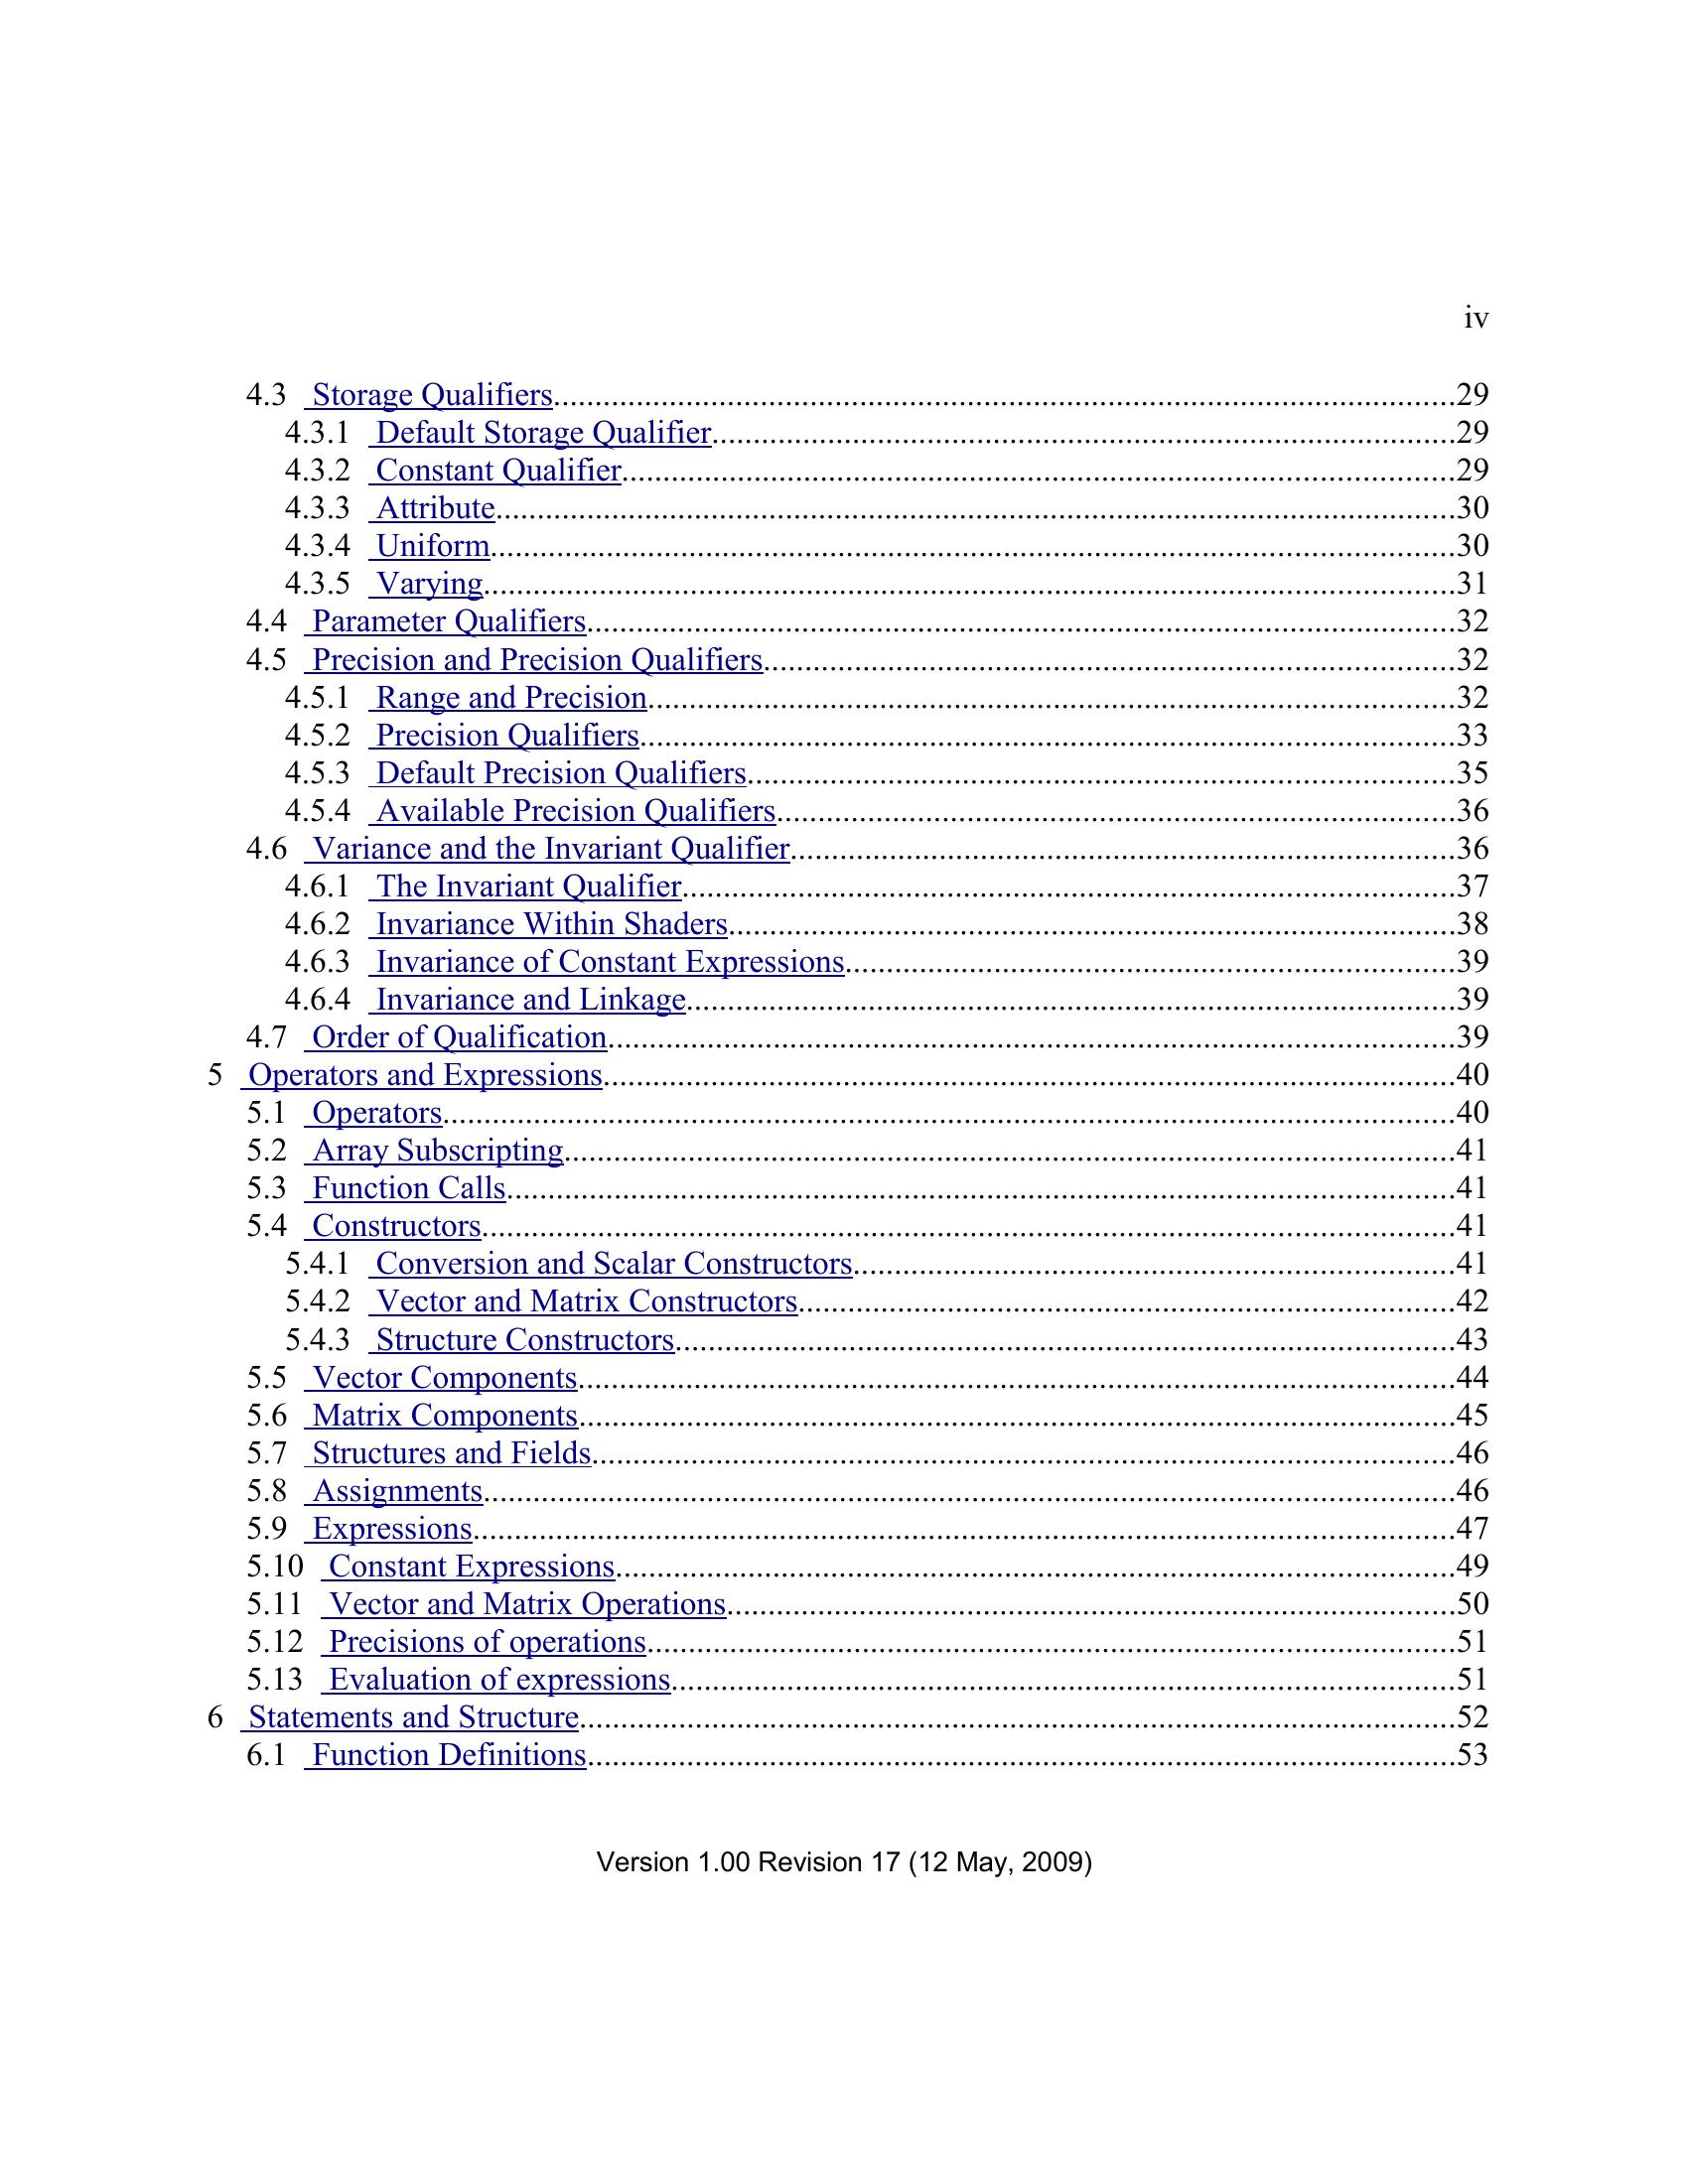 iv
4.3 Storage Qualifiers....................29
4.3.1 Default Storage Qualifier....................29
4.3.2 Constant Qualifier....................29
4.3.3 Attribute....................30
4.3.4 Uniform....................30
4.3.5 Varying....................31
4.4 Parameter Qualifiers....................32
4.5 Precision and Precision Qualifiers....................32
4.5.1 Range and Precision....................32
4.5.2 Precision Qualifiers....................33
4.5.3 Default Precision Qualifiers....................35
4.5.4 Available Precision Qualifiers....................36
4.6 Variance and the Invariant Qualifier....................36
4.6.1 The Invariant Qualifier....................37
4.6.2 Invariance Within Shaders....................38
4.6.3 Invariance of Constant Expressions....................39
4.6.4 Invariance and Linkage....................39
4.7 Order of Qualification....................39
5 Operators and Expressions....................40
5.1 Operators....................40
5.2 Array Subscripting....................41
5.3 Function Calls....................41
5.4 Constructors....................41
5.4.1 Conversion and Scalar Constructors....................41
5.4.2 Vector and Matrix Constructors....................42
5.4.3 Structure Constructors....................43
5.5 Vector Components....................44
5.6 Matrix Components....................45
5.7 Structures and Fields....................46
5.8 Assignments....................46
5.9 Expressions....................47
5.10 Constant Expressions....................49
5.11 Vector and Matrix Operations....................50
5.12 Precisions of operations....................51
5.13 Evaluation of expressions....................51
6 Statements and Structure....................52
6.1 Function Definitions....................53
Version 1.00 Revision 17 (12 May, 2009)